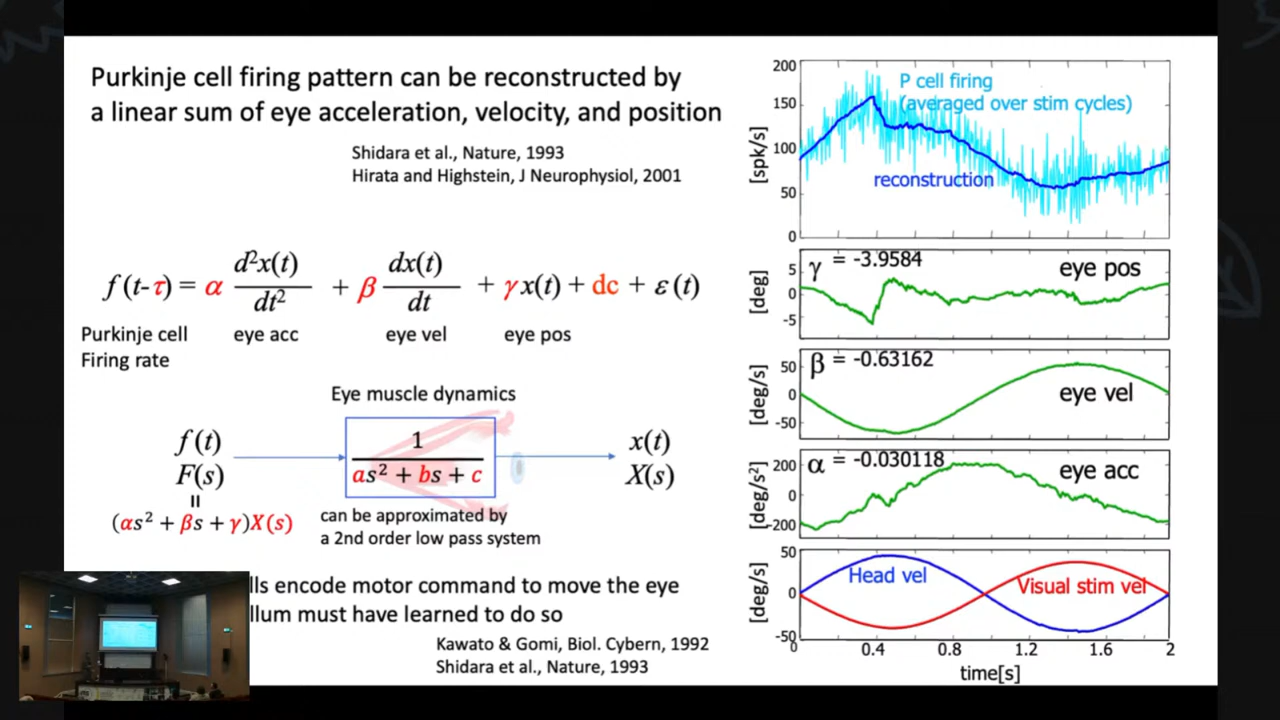 Purkinje cell firing pattern can be reconstructed by
a linear sum of eye acceleration, velocity, and position
Shidara et al., Nature, 1993
Hirata and Highstein, J Neurophysiol, 2001
f(t-τ) = α d²x(t)/dt² + β dx(t)/dt + γx(t) + dc + ε(t)
Purkinje cell
Firing rate
eye acc
eye vel
eye pos
Eye muscle dynamics
f(t)
F(s)
=
(αs² + βs + γ)X(s)
1
as² + bs + c
x(t)
X(s)
can be approximated by
a 2nd order low pass system
lls encode motor command to move the eye
llum must have learned to do so
Kawato & Gomi, Biol. Cybern, 1992
Shidara et al., Nature, 1993
200
150
100
50
0
[spk/s]
P cell firing
(averaged over stim cycles)
reconstruction
5
0
-5
[deg]
γ = -3.9584
eye pos
50
0
-50
[deg/s]
β = -0.63162
eye vel
200
0
-200
[deg/s²]
α = -0.030118
eye acc
50
0
-50
[deg/s]
Head vel
Visual stim vel
0 0.4 0.8 1.2 1.6 2
time[s]